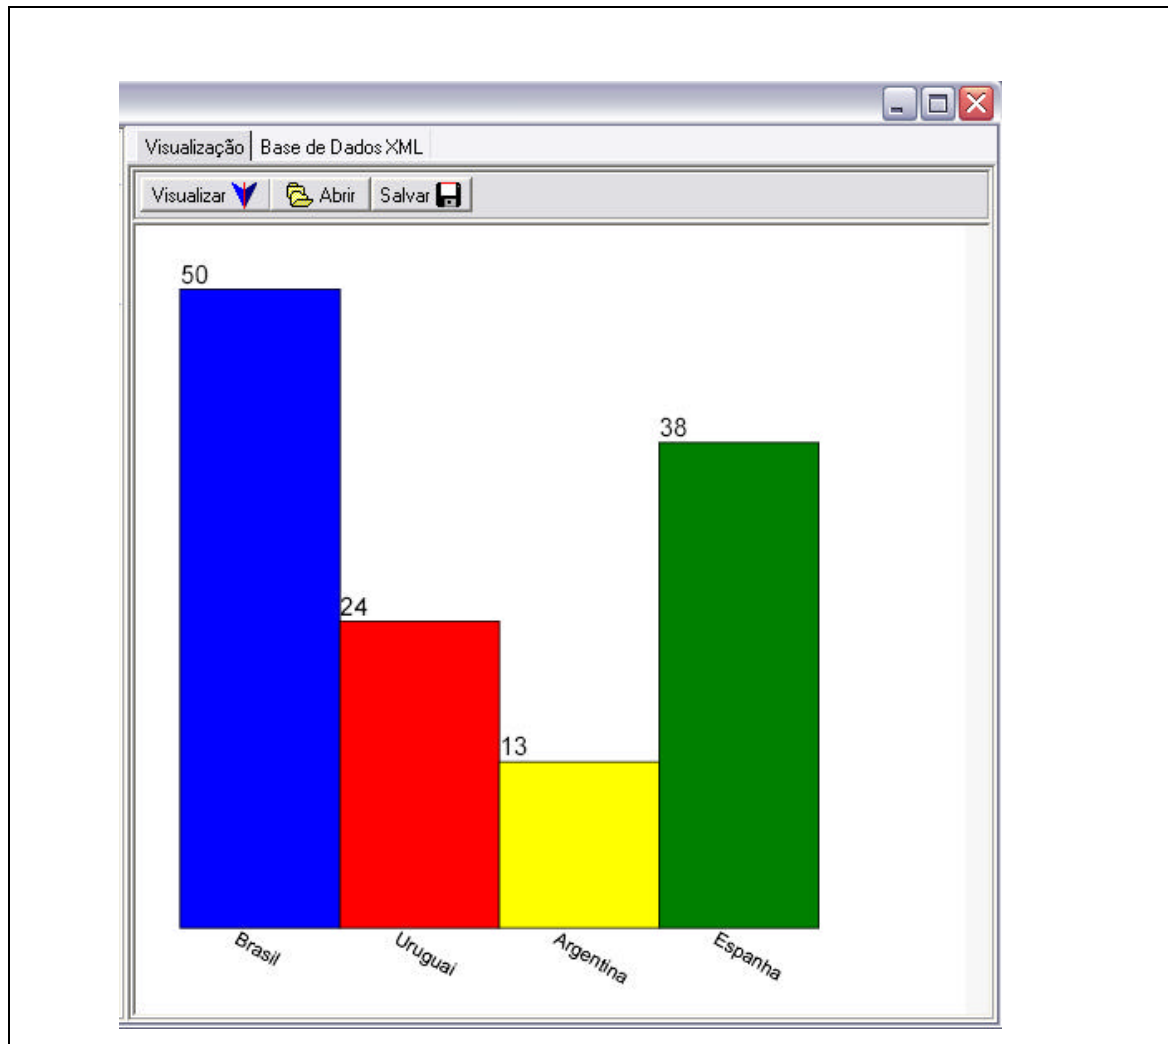 Visualização Base de Dados XML
Visualizar Abrir Salvar
50
38
24
13
Brasil Uruguai Argentina Espanha